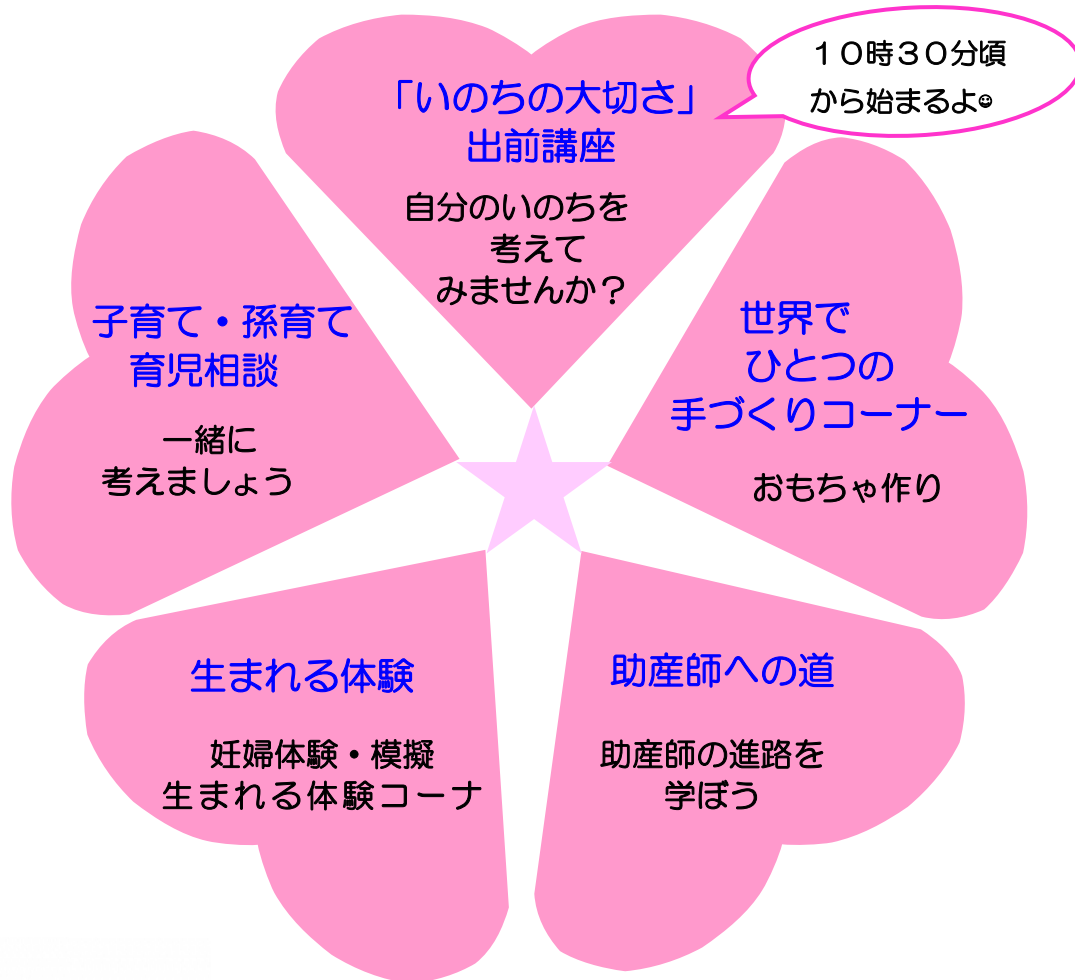 「いのちの大切さ」
出前講座
自分のいのちを
考えて
みませんか？
１０時３０分頃
から始まるよ☺
子育て・孫育て
育児相談
一緒に
考えましょう
世界で
ひとつの
手づくりコーナー
おもちゃ作り
生まれる体験
妊婦体験・模擬
生まれる体験コーナ
助産師への道
助産師の進路を
学ぼう